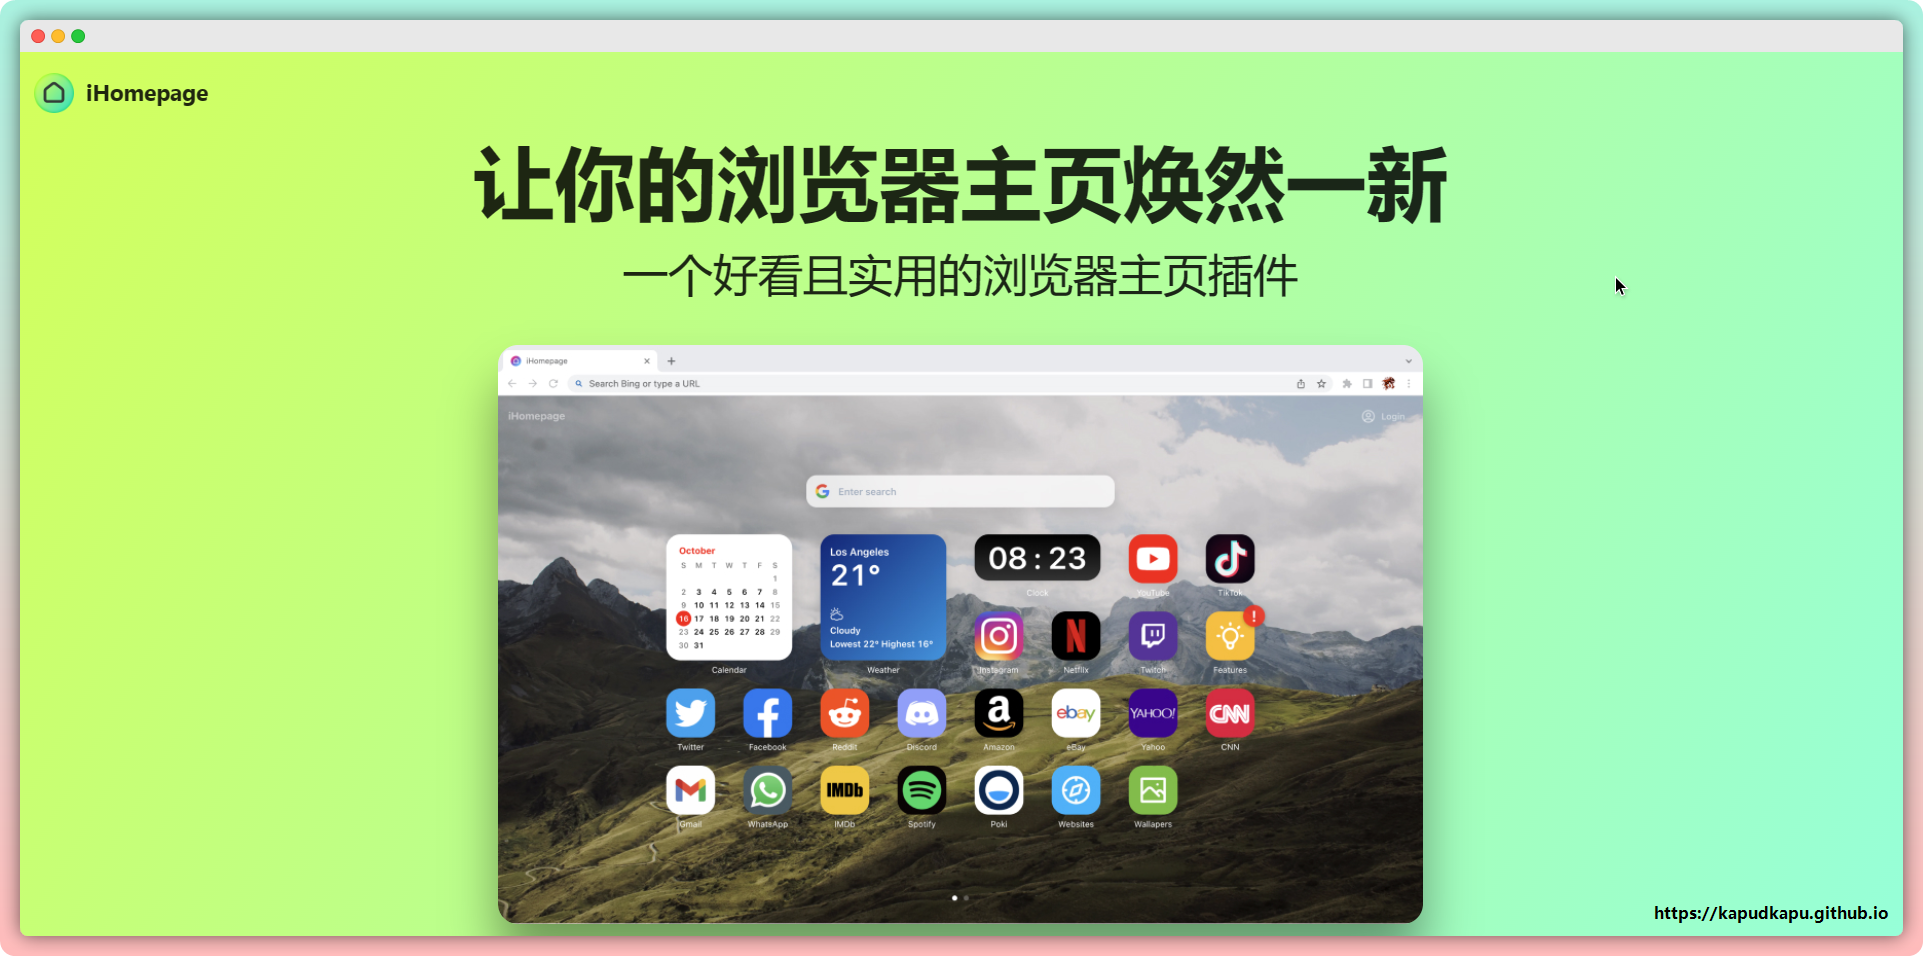 iHomepage
让你的浏览器主页焕然一新
一个好看且实用的浏览器主页插件
iHomepage
Search Bing or type a URL
iHomepage
Login
Enter search
October
S M T W T F S
1
2 3 4 5 6 7 8
9 10 11 12 13 14 15
16 17 18 19 20 21 22
23 24 25 26 27 28 29
30 31
Calendar
Los Angeles
21°
Cloudy
Lowest 22° Highest 16°
Weather
08:23
Clock
YouTube
TikTok
Instagram
Netflix
Twitch
!
Features
Twitter
Facebook
Reddit
Discord
Amazon
ebay
eBay
YAHOO!
Yahoo
CNN
CNN
Gmail
WhatsApp
IMDb
IMDb
Spotify
Poki
Websites
Wallapers
https://kapudkapu.github.io